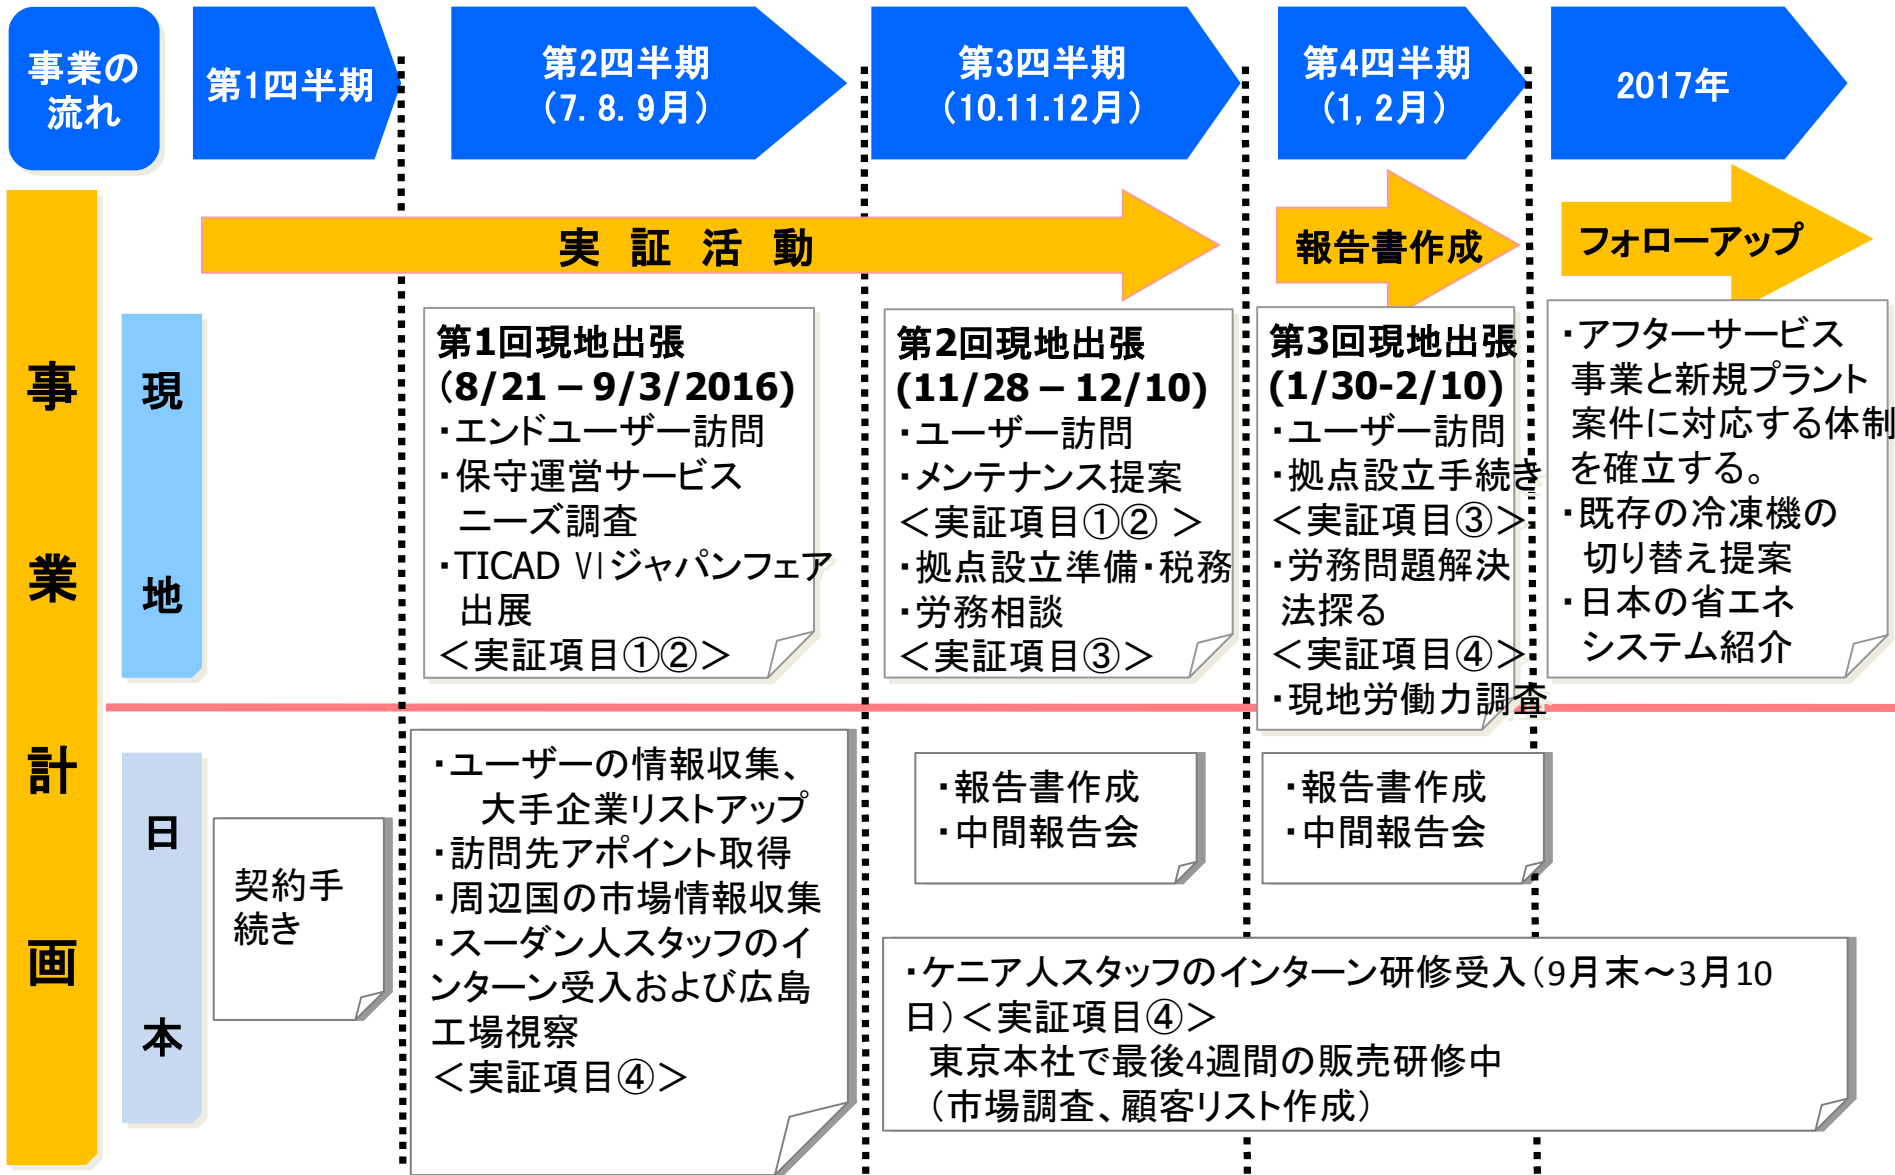 事業の
流れ
第1四半期
第2四半期
（7. 8. 9月）
第3四半期
（10.11.12月）
第4四半期
（1, 2月）
2017年
事業計画
実 証 活 動
報告書作成
フォローアップ
現地
第1回現地出張
（8/21 – 9/3/2016)
・エンドユーザー訪問
・保守運営サービス
ニーズ調査
・TICAD Ⅵジャパンフェア
出展
＜実証項目①②＞
第2回現地出張
(11/28 – 12/10)
・ユーザー訪問
・メンテナンス提案
＜実証項目①② ＞
・拠点設立準備・税務
・労務相談
＜実証項目③＞
第3回現地出張
(1/30-2/10)
・ユーザー訪問
・拠点設立手続き
＜実証項目③＞
・労務問題解決
法探る
＜実証項目④＞
・現地労働力調査
・アフターサービス
事業と新規プラント
案件に対応する体制
を確立する。
・既存の冷凍機の
切り替え提案
・日本の省エネ
システム紹介
日本
契約手
続き
・ユーザーの情報収集、
大手企業リストアップ
・訪問先アポイント取得
・周辺国の市場情報収集
・スーダン人スタッフのイ
ンターン受入および広島
工場視察
＜実証項目④＞
・報告書作成
・中間報告会
・報告書作成
・中間報告会
・ケニア人スタッフのインターン研修受入（9月末～3月10
日）＜実証項目④＞
東京本社で最後4週間の販売研修中
（市場調査、顧客リスト作成）